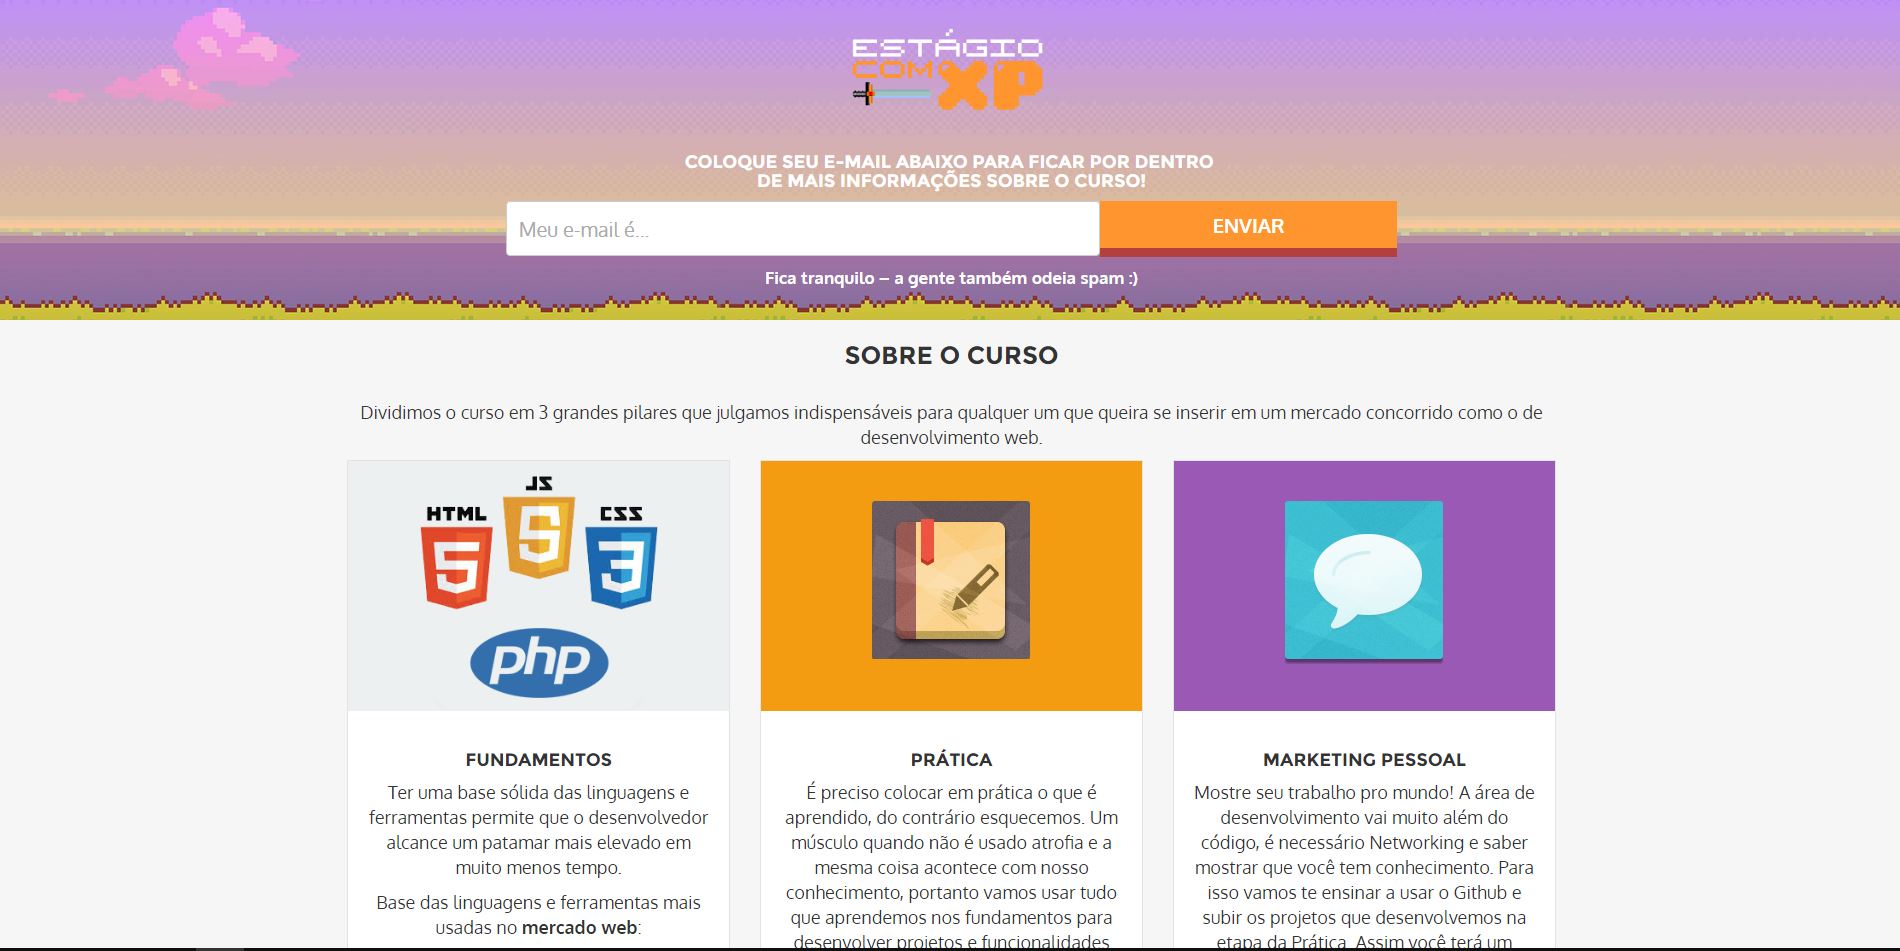 ESTÁGIO
COM XP
COLOQUE SEU E-MAIL ABAIXO PARA FICAR POR DENTRO
DE MAIS INFORMAÇÕES SOBRE O CURSO!
Meu e-mail é...
ENVIAR
Fica tranquilo – a gente também odeia spam :)
SOBRE O CURSO
Dividimos o curso em 3 grandes pilares que julgamos indispensáveis para qualquer um que queira se inserir em um mercado concorrido como o de
desenvolvimento web.
JS
HTML
CSS
5
5
3
php
FUNDAMENTOS
Ter uma base sólida das linguagens e
ferramentas permite que o desenvolvedor
alcance um patamar mais elevado em
muito menos tempo.
Base das linguagens e ferramentas mais
usadas no mercado web:
PRÁTICA
É preciso colocar em prática o que é
aprendido, do contrário esquecemos. Um
músculo quando não é usado atrofia e a
mesma coisa acontece com nosso
conhecimento, portanto vamos usar tudo
que aprendemos nos fundamentos para
desenvolver projetos e funcionalidades
MARKETING PESSOAL
Mostre seu trabalho pro mundo! A área de
desenvolvimento vai muito além do
código, é necessário Networking e saber
mostrar que você tem conhecimento. Para
isso vamos te ensinar a usar o Github e
subir os projetos que desenvolvemos na
etapa da Prática. Assim você terá um